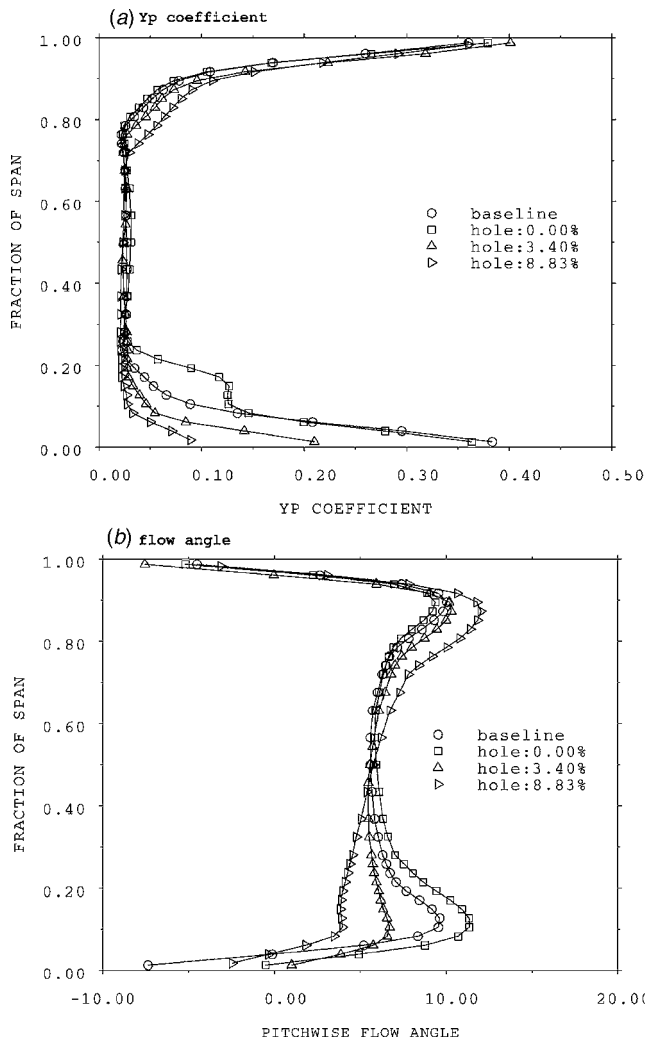 (a) Yp coefficient
1.00
0.80
0.60
0.40
0.20
0.00
FRACTION OF SPAN
baseline
hole:0.00%
hole:3.40%
hole:8.83%
0.00 0.10 0.20 0.30 0.40 0.50
YP COEFFICIENT
(b) flow angle
1.00
0.80
0.60
0.40
0.20
0.00
FRACTION OF SPAN
baseline
hole:0.00%
hole:3.40%
hole:8.83%
-10.00 0.00 10.00 20.00
PITCHWISE FLOW ANGLE